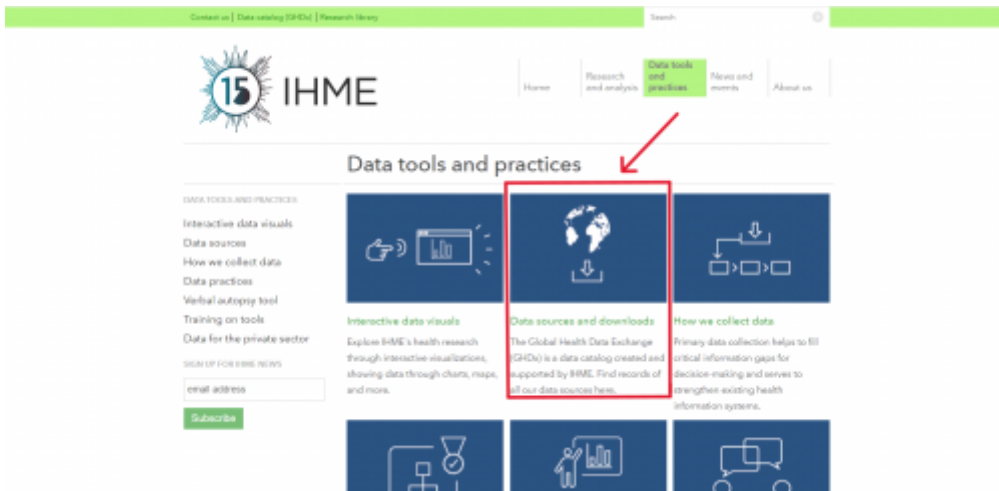 Contact us | Data catalog (GHDx) | Research library
Search
15 IHME
Home
Research and analysis
Data tools and practices
News and events
About us
Data tools and practices
DATA TOOLS AND PRACTICES
Interactive data visuals
Data sources
How we collect data
Data practices
Verbal autopsy tool
Training on tools
Data for the private sector
SIGN UP FOR IHME NEWS
email address
Subscribe
Interactive data visuals
Explore IHME's health research
through interactive visualizations,
showing data through charts, maps,
and more.
Data sources and downloads
The Global Health Data Exchange
(GHDx) is a data catalog created and
supported by IHME. Find records of
all our data sources here.
How we collect data
Primary data collection helps to fill
critical information gaps for
decision-making and serves to
strengthen existing health
information systems.